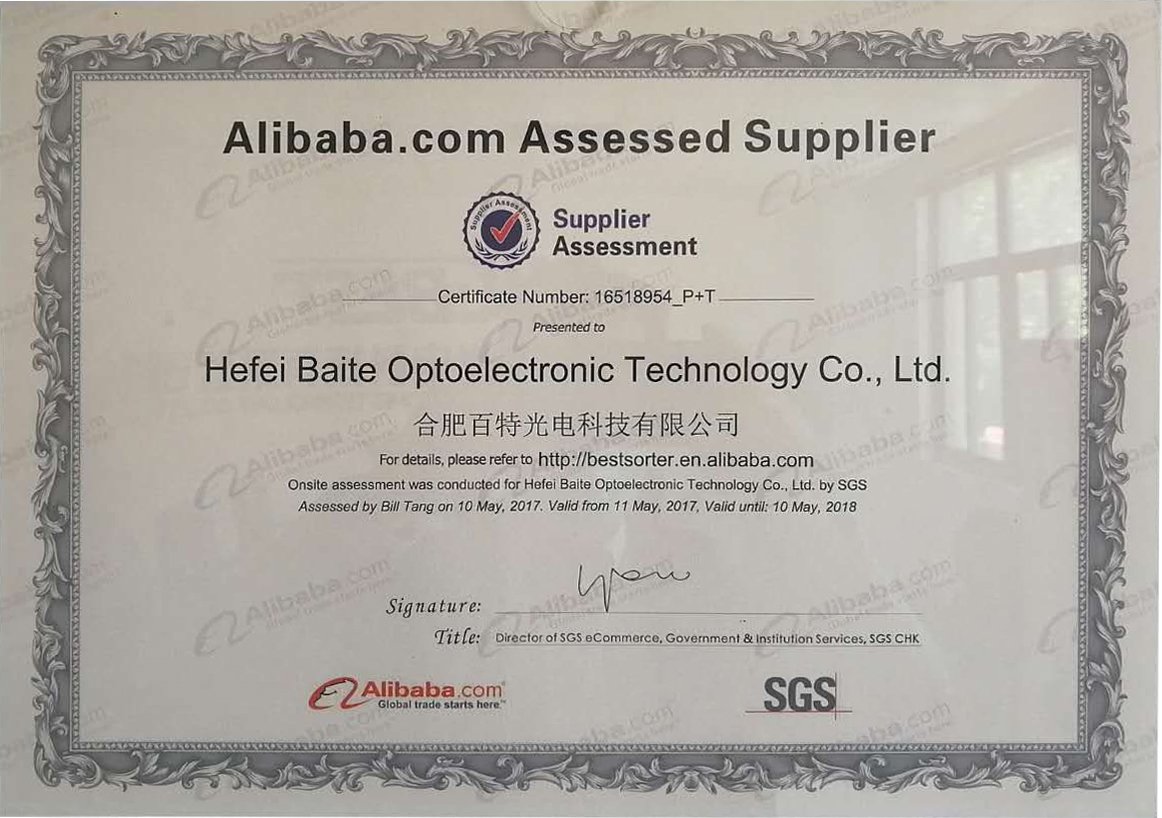 Alibaba.com Assessed Supplier
Supplier Assessment
Supplier
Assessment
Certificate Number: 16518954_P+T
Presented to
Hefei Baite Optoelectronic Technology Co., Ltd.
合肥百特光电科技有限公司
For details, please refer to http://bestsorter.en.alibaba.com
Onsite assessment was conducted for Hefei Baite Optoelectronic Technology Co., Ltd. by SGS
Assessed by Bill Tang on 10 May, 2017. Valid from 11 May, 2017, Valid until: 10 May, 2018
Signature:
Title: Director of SGS eCommerce, Government & Institution Services, SGS CHK
Alibaba.com
Global trade starts here.™
SGS